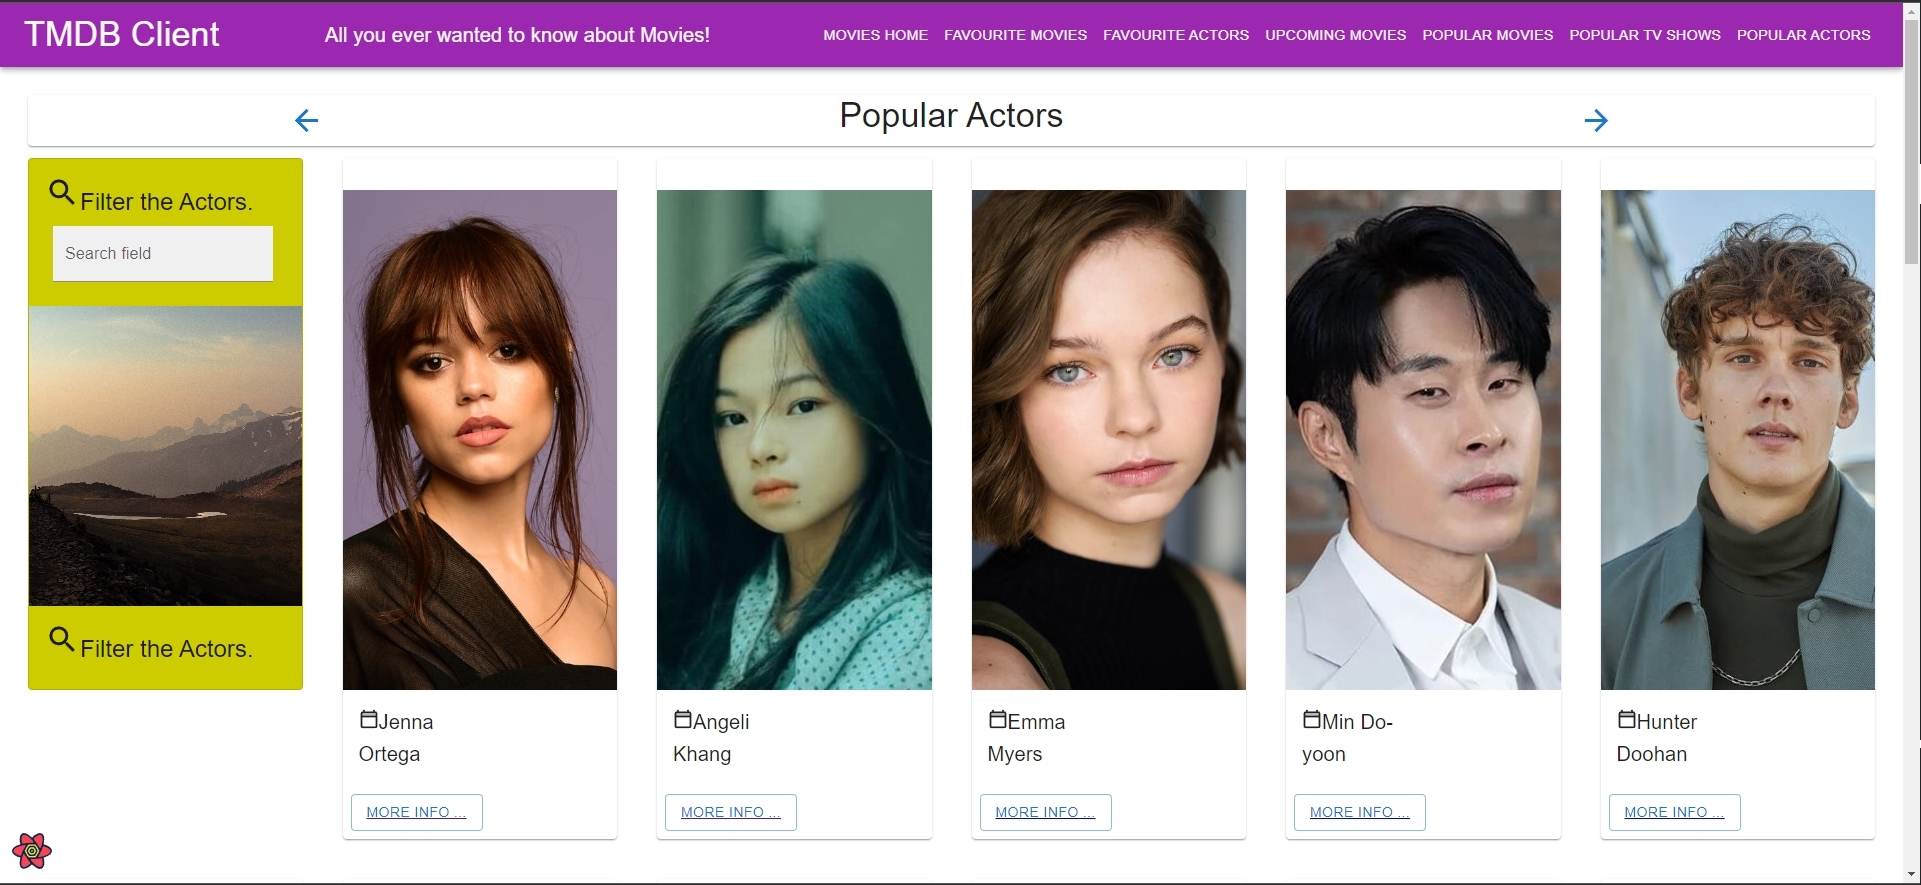 TMDB Client
All you ever wanted to know about Movies!
MOVIES HOME
FAVOURITE MOVIES
FAVOURITE ACTORS
UPCOMING MOVIES
POPULAR MOVIES
POPULAR TV SHOWS
POPULAR ACTORS
Popular Actors
Filter the Actors.
Search field
Filter the Actors.
Jenna
Ortega
MORE INFO ...
Angeli
Khang
MORE INFO ...
Emma
Myers
MORE INFO ...
Min Do-
yoon
MORE INFO ...
Hunter
Doohan
MORE INFO ...